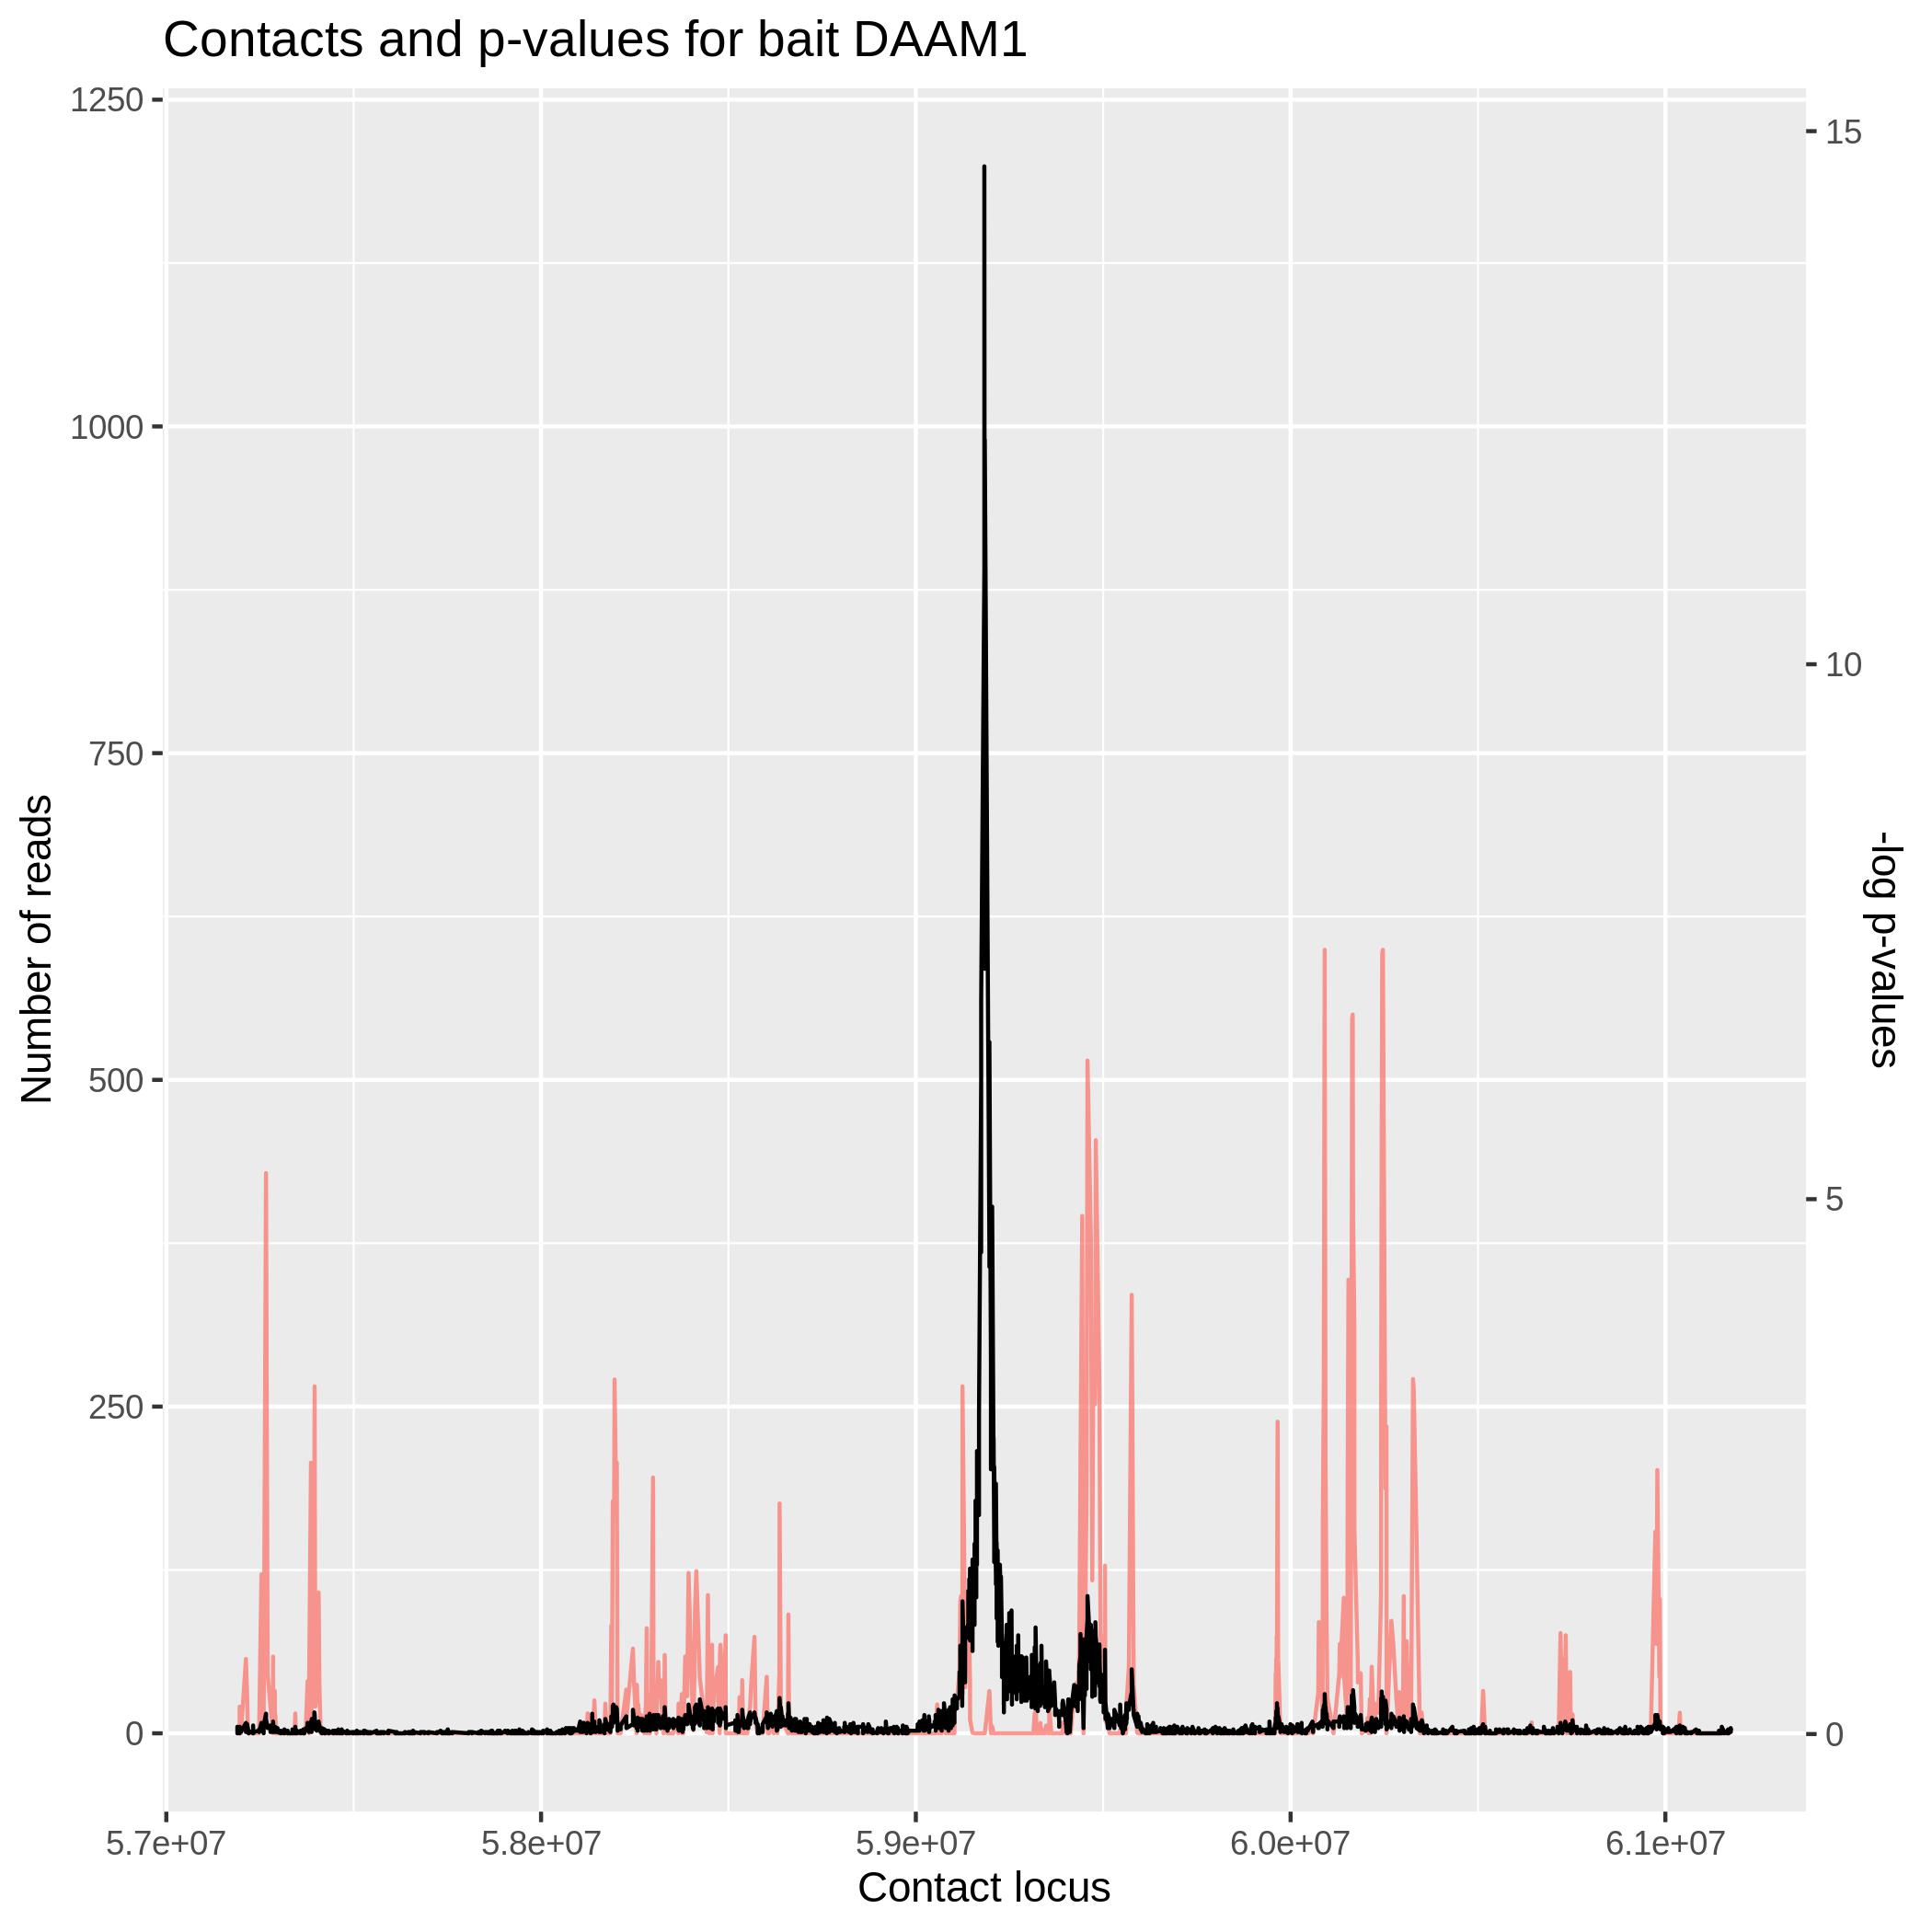 Contacts and p-values for bait DAAM1
1250
1000
750
500
250
0
Number of reads
15
10
5
0
-log p-values
5.7e+07
5.8e+07
5.9e+07
6.0e+07
6.1e+07
Contact locus